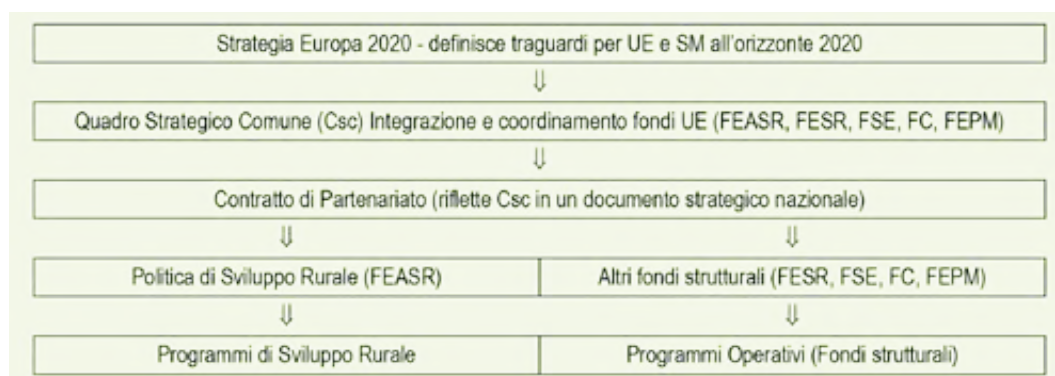 Strategia Europa 2020 - definisce traguardi per UE e SM all'orizzonte 2020
⇓
Quadro Strategico Comune (Csc) Integrazione e coordinamento fondi UE (FEASR, FESR, FSE, FC, FEPM)
⇓
Contratto di Partenariato (riflette Csc in un documento strategico nazionale)
⇓ ⇓
Politica di Sviluppo Rurale (FEASR) Altri fondi strutturali (FESR, FSE, FC, FEPM)
⇓ ⇓
Programmi di Sviluppo Rurale Programmi Operativi (Fondi strutturali)